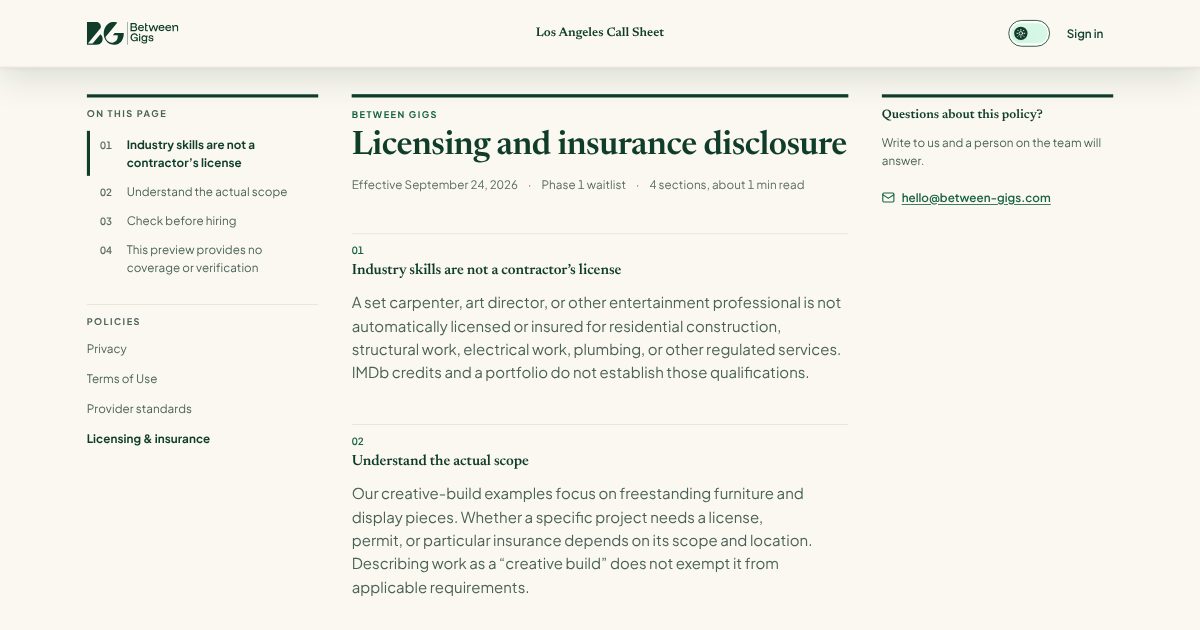 Between
Gigs
Los Angeles Call Sheet
Sign in
ON THIS PAGE
01 Industry skills are not a
contractor’s license
02 Understand the actual scope
03 Check before hiring
04 This preview provides no
coverage or verification
POLICIES
Privacy
Terms of Use
Provider standards
Licensing & insurance
BETWEEN GIGS
Licensing and insurance disclosure
Effective September 24, 2026 · Phase 1 waitlist · 4 sections, about 1 min read
01
Industry skills are not a contractor’s license
A set carpenter, art director, or other entertainment professional is not
automatically licensed or insured for residential construction,
structural work, electrical work, plumbing, or other regulated services.
IMDb credits and a portfolio do not establish those qualifications.
02
Understand the actual scope
Our creative-build examples focus on freestanding furniture and
display pieces. Whether a specific project needs a license,
permit, or particular insurance depends on its scope and location.
Describing work as a “creative build” does not exempt it from
applicable requirements.
Questions about this policy?
Write to us and a person on the team will
answer.
hello@between-gigs.com